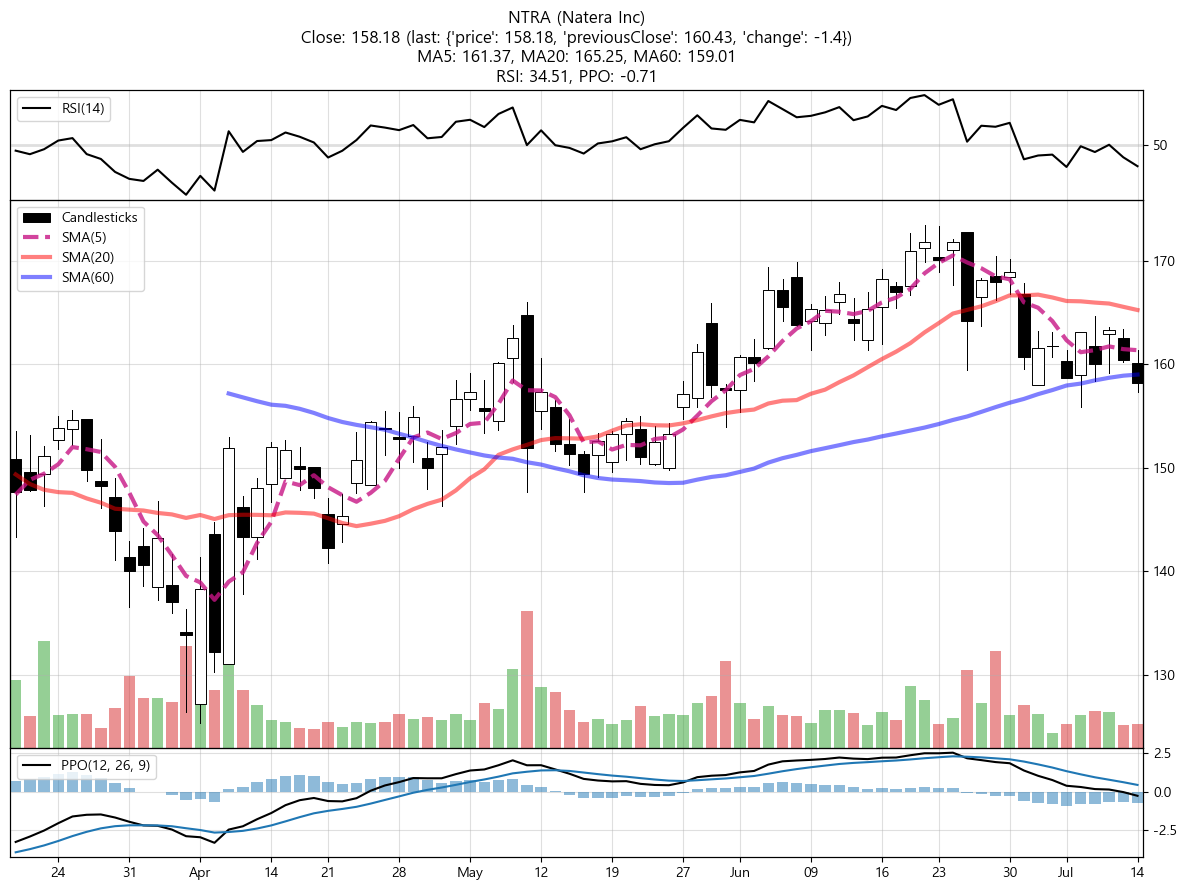 NTRA (Natera Inc)
Close: 158.18 (last: {'price': 158.18, 'previousClose': 160.43, 'change': -1.4})
MA5: 161.37, MA20: 165.25, MA60: 159.01
RSI: 34.51, PPO: -0.71
RSI(14)
50
Candlesticks
SMA(5)
SMA(20)
SMA(60)
170
160
150
140
130
PPO(12, 26, 9)
2.5
0.0
-2.5
24 31 Apr 14 21 28 May 12 19 27 Jun 09 16 23 30 Jul 14